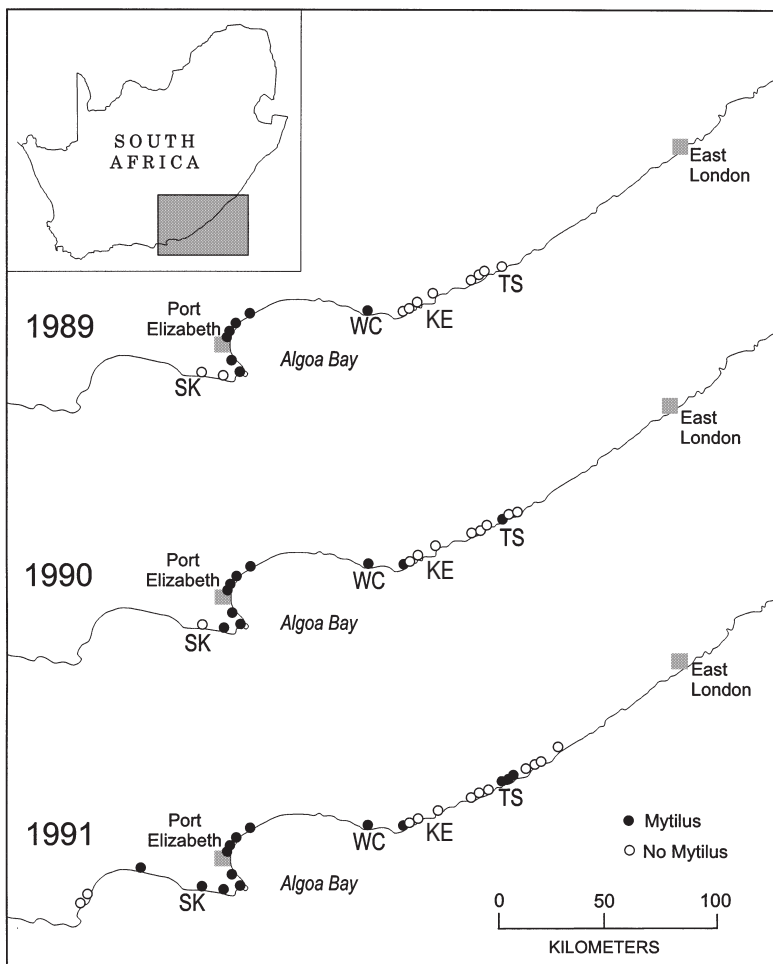 SOUTH
AFRICA
East
London
1989
Port
Elizabeth
WC
KE
TS
SK
Algoa Bay
East
London
1990
Port
Elizabeth
WC
KE
TS
SK
Algoa Bay
East
London
1991
Port
Elizabeth
WC
KE
TS
SK
Algoa Bay
Mytilus
No Mytilus
0 50 100
KILOMETERS